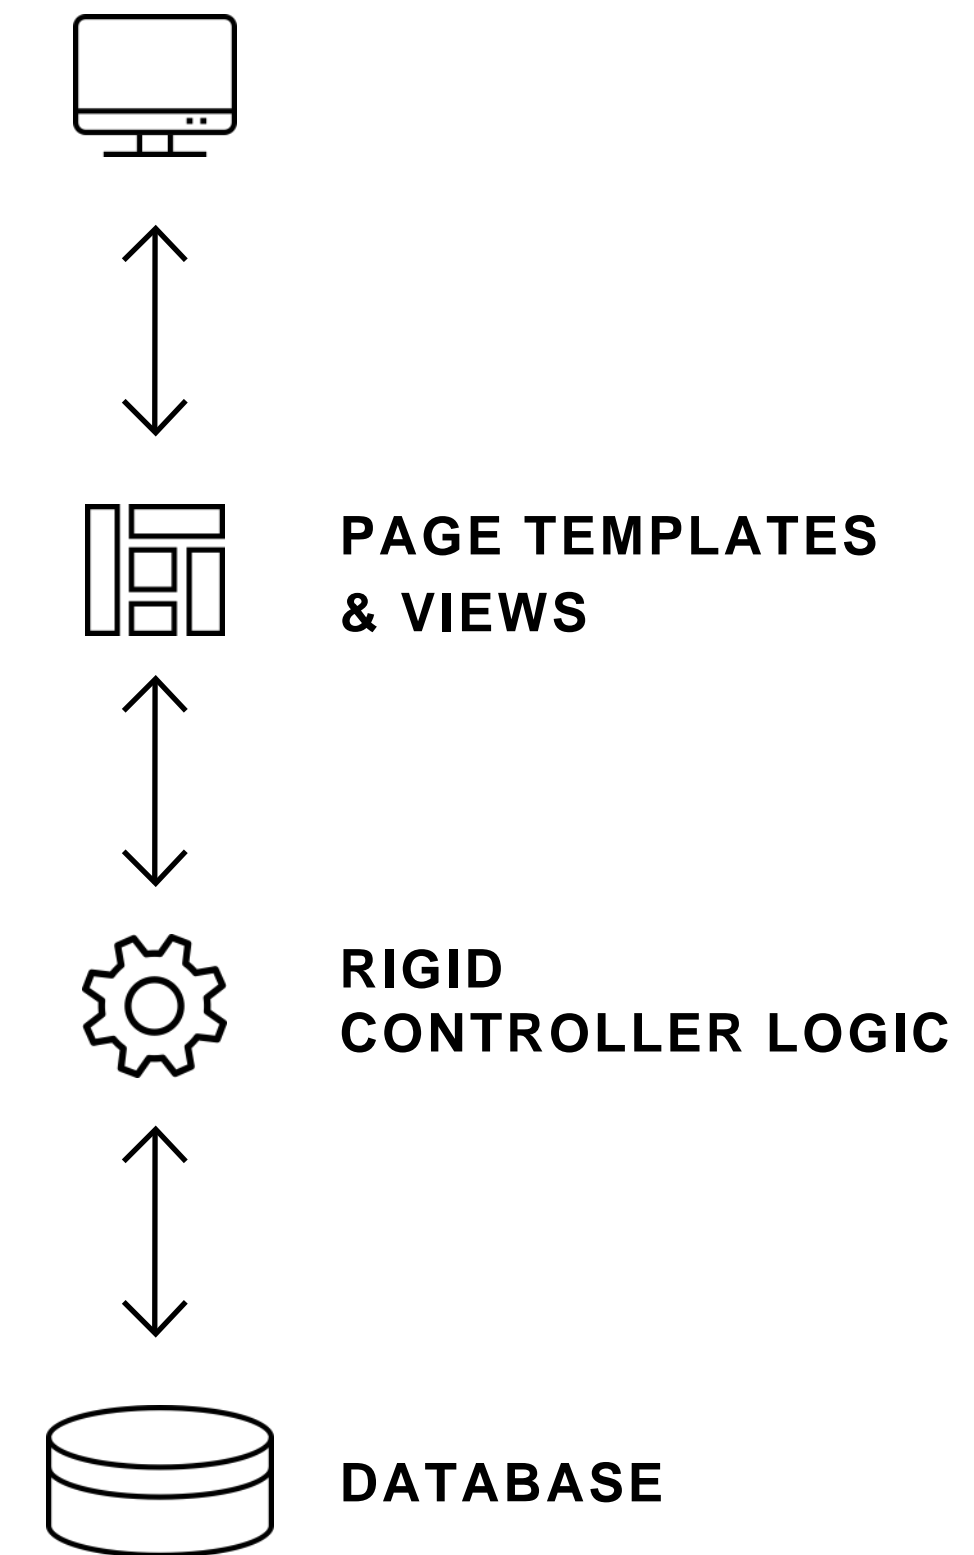 PAGE TEMPLATES
& VIEWS
RIGID
CONTROLLER LOGIC
DATABASE